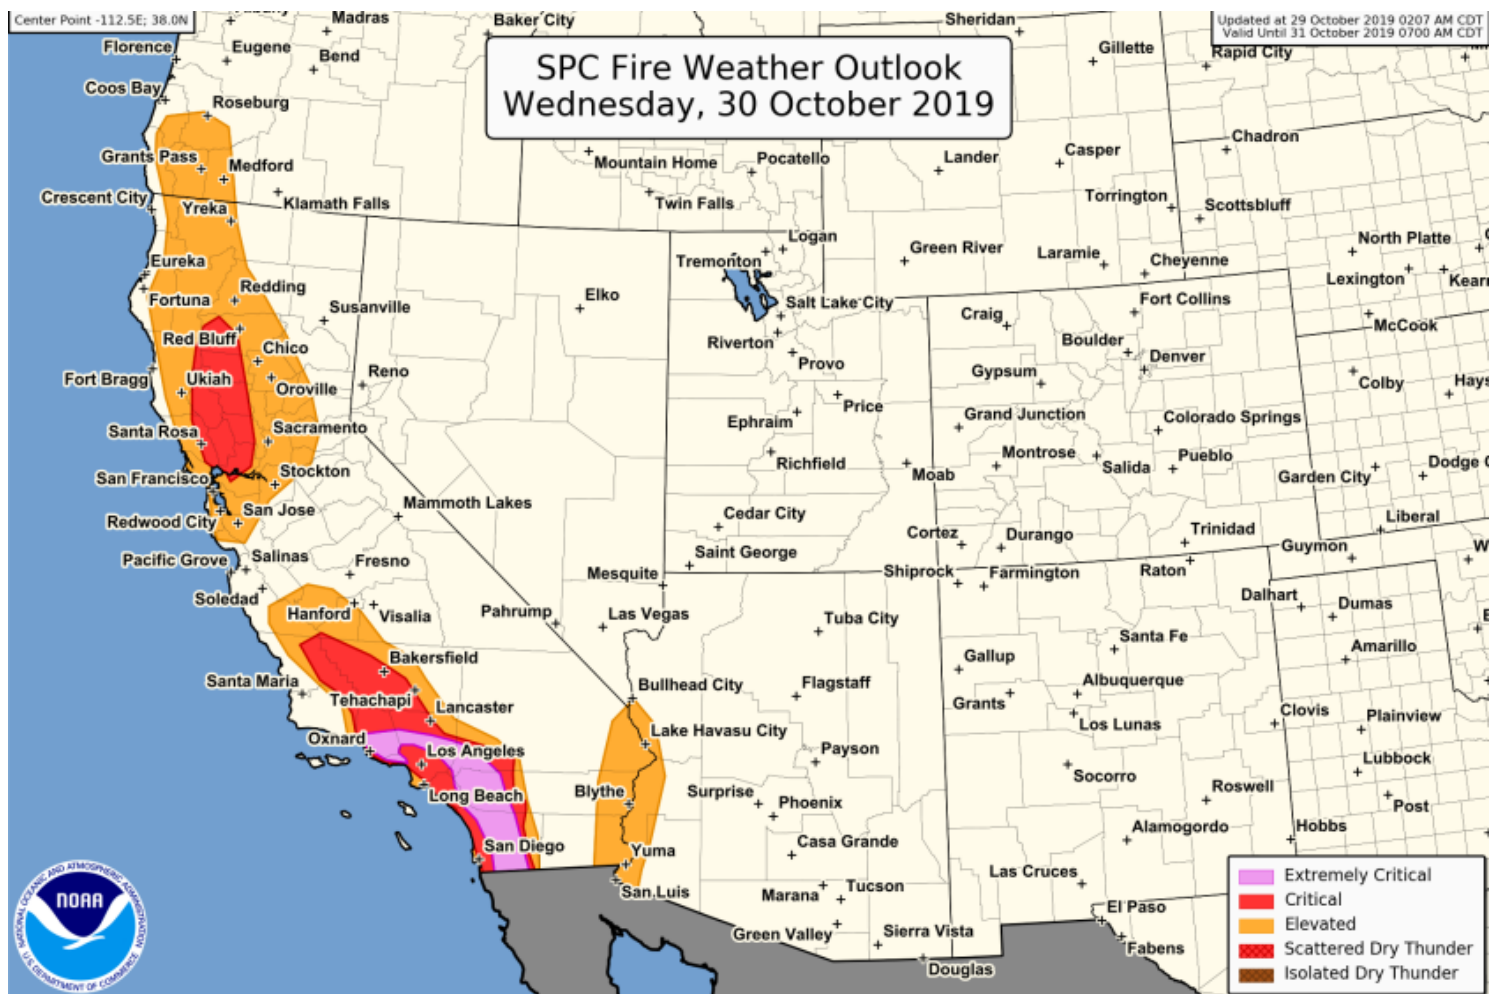 Center Point -112.5E; 38.0N
Updated at 29 October 2019 0207 AM CDT
Valid Until 31 October 2019 0700 AM CDT
SPC Fire Weather Outlook
Wednesday, 30 October 2019
Madras
Baker City
Sheridan
Florence
Eugene
Bend
Gillette
Rapid City
Coos Bay
Roseburg
Chadron
Grants Pass
Medford
Mountain Home
Pocatello
Lander
Casper
Crescent City
Yreka
Klamath Falls
Twin Falls
Torrington
Scottsbluff
Logan
Green River
Laramie
Cheyenne
North Platte
Eureka
Tremonton
Lexington
Fortuna
Redding
Susanville
Elko
Salt Lake City
Craig
Fort Collins
McCook
Red Bluff
Chico
Riverton
Provo
Boulder
Denver
Fort Bragg
Ukiah
Oroville
Reno
Gypsum
Colby
Price
Santa Rosa
Sacramento
Ephraim
Grand Junction
Colorado Springs
San Francisco
Stockton
Richfield
Moab
Montrose
Salida
Pueblo
Garden City
Redwood City
San Jose
Mammoth Lakes
Cedar City
Cortez
Durango
Trinidad
Liberal
Pacific Grove
Salinas
Fresno
Saint George
Mesquite
Shiprock
Farmington
Raton
Guymon
Soledad
Hanford
Visalia
Pahrump
Las Vegas
Tuba City
Dalhart
Dumas
Santa Fe
Amarillo
Bakersfield
Gallup
Santa Maria
Tehachapi
Lancaster
Bullhead City
Flagstaff
Grants
Albuquerque
Los Lunas
Clovis
Plainview
Oxnard
Los Angeles
Lake Havasu City
Payson
Socorro
Lubbock
Long Beach
Blythe
Surprise
Phoenix
Roswell
Post
San Diego
Yuma
Casa Grande
Alamogordo
Hobbs
San Luis
Marana
Tucson
Las Cruces
Green Valley
Sierra Vista
El Paso
Douglas
Fabens
Extremely Critical
Critical
Elevated
Scattered Dry Thunder
Isolated Dry Thunder
NATIONAL OCEANIC AND ATMOSPHERIC ADMINISTRATION
NOAA
U.S. DEPARTMENT OF COMMERCE